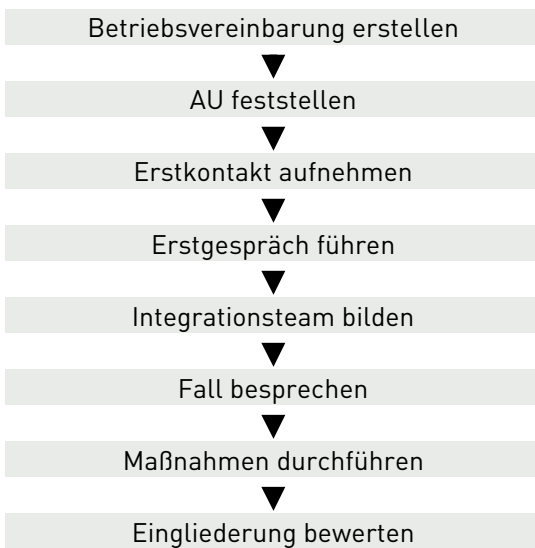 Betriebsvereinbarung erstellen
AU feststellen
Erstkontakt aufnehmen
Erstgespräch führen
Integrationsteam bilden
Fall besprechen
Maßnahmen durchführen
Eingliederung bewerten